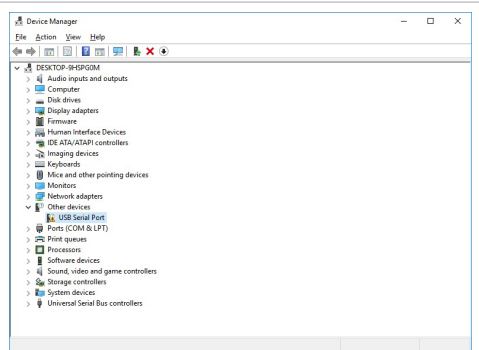 Device Manager
File Action View Help
DESKTOP-9HSPG0M
Audio inputs and outputs
Computer
Disk drives
Display adapters
Firmware
Human Interface Devices
IDE ATA/ATAPI controllers
Imaging devices
Keyboards
Mice and other pointing devices
Monitors
Network adapters
Other devices
USB Serial Port
Ports (COM & LPT)
Print queues
Processors
Software devices
Sound, video and game controllers
Storage controllers
System devices
Universal Serial Bus controllers